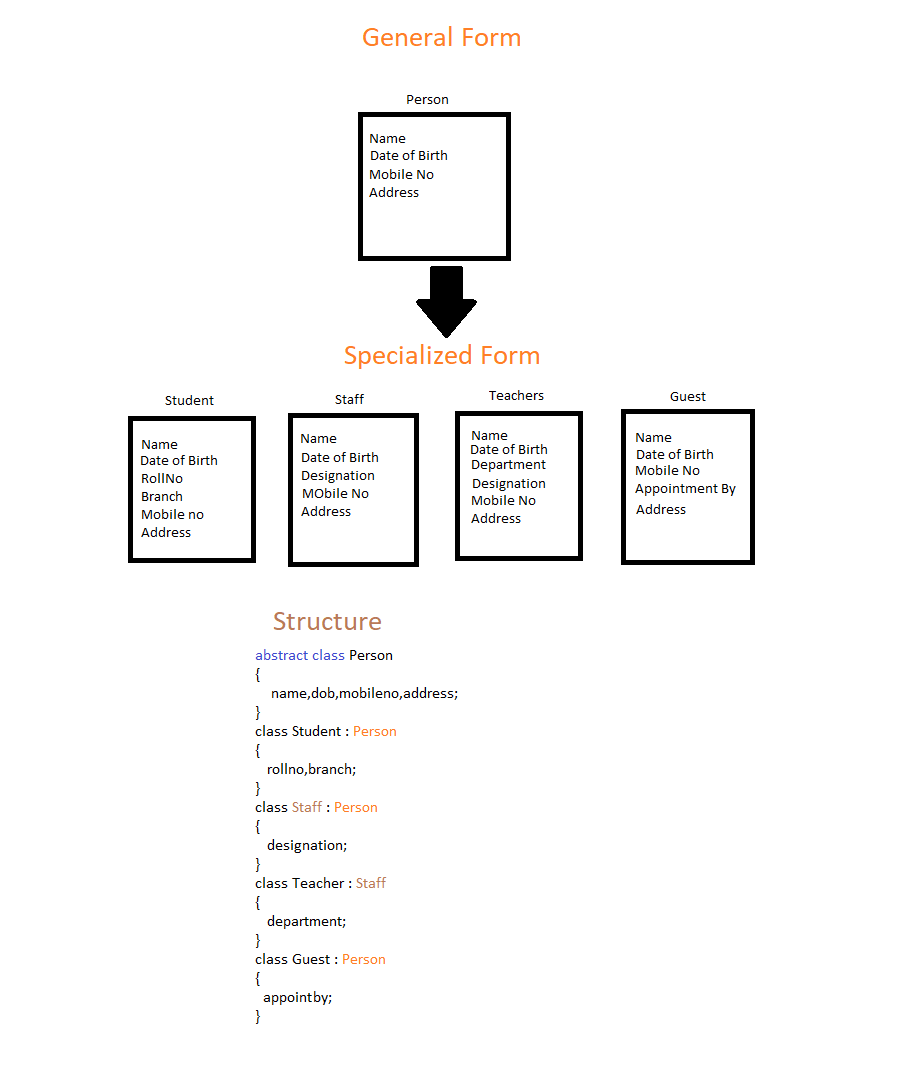 General Form
Person
Name
Date of Birth
Mobile No
Address
Specialized Form
Student
Name
Date of Birth
RollNo
Branch
Mobile no
Address
Staff
Name
Date of Birth
Designation
MObile No
Address
Teachers
Name
Date of Birth
Department
Designation
Mobile No
Address
Guest
Name
Date of Birth
Mobile No
Appointment By
Address
Structure
abstract class Person
{
name,dob,mobileno,address;
}
class Student : Person
{
rollno,branch;
}
class Staff : Person
{
designation;
}
class Teacher : Staff
{
department;
}
class Guest : Person
{
appointby;
}